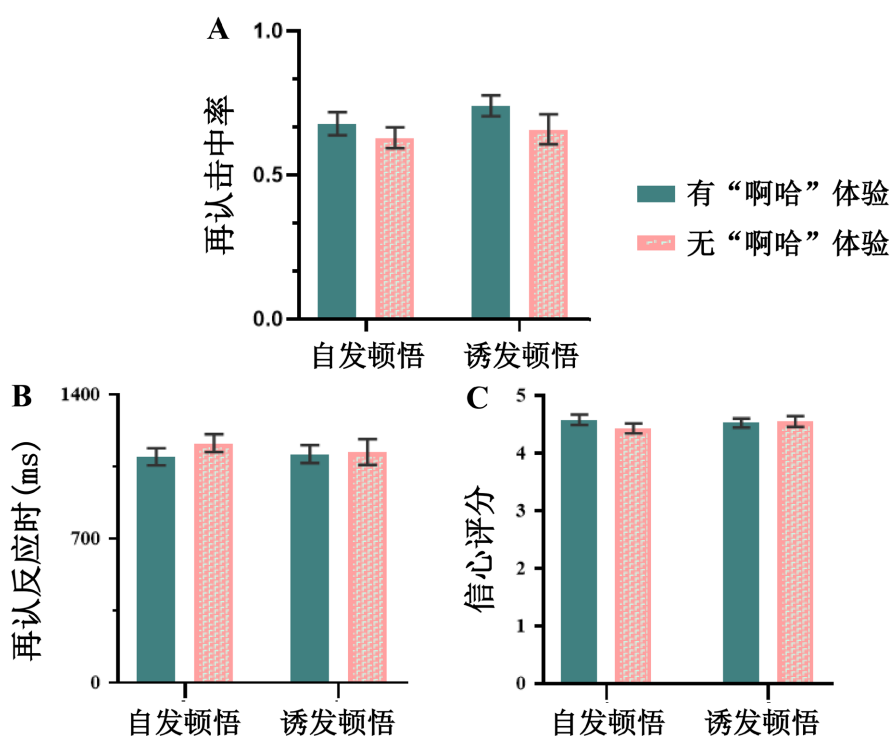 A
1.0
0.5
0.0
再认击中率
自发顿悟
诱发顿悟
有“啊哈”体验
无“啊哈”体验
B
1400
700
0
再认反应时(ms)
自发顿悟
诱发顿悟
C
5
4
3
2
1
0
信心评分
自发顿悟
诱发顿悟